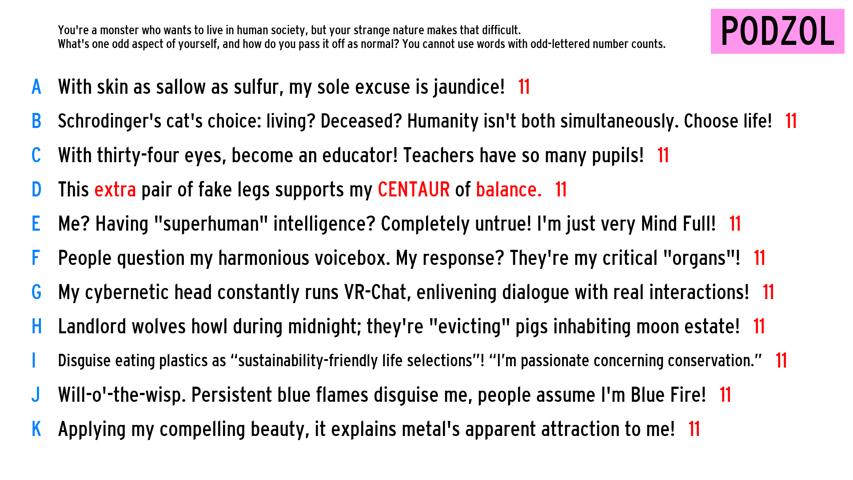 You're a monster who wants to live in human society, but your strange nature makes that difficult.
What's one odd aspect of yourself, and how do you pass it off as normal? You cannot use words with odd-lettered number counts.
PODZOL
A With skin as sallow as sulfur, my sole excuse is jaundice! 11
B Schrodinger's cat's choice: living? Deceased? Humanity isn't both simultaneously. Choose life! 11
C With thirty-four eyes, become an educator! Teachers have so many pupils! 11
D This extra pair of fake legs supports my CENTAUR of balance. 11
E Me? Having "superhuman" intelligence? Completely untrue! I'm just very Mind Full! 11
F People question my harmonious voicebox. My response? They're my critical "organs"! 11
G My cybernetic head constantly runs VR-Chat, enlivening dialogue with real interactions! 11
H Landlord wolves howl during midnight; they're "evicting" pigs inhabiting moon estate! 11
I Disguise eating plastics as “sustainability-friendly life selections”! “I’m passionate concerning conservation.” 11
J Will-o'-the-wisp. Persistent blue flames disguise me, people assume I'm Blue Fire! 11
K Applying my compelling beauty, it explains metal's apparent attraction to me! 11